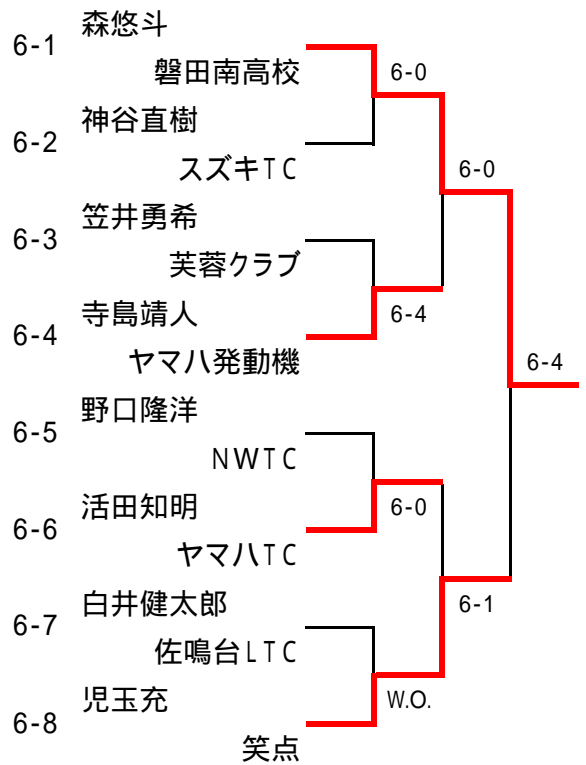 6-1
森悠斗
磐田南高校
6-0
6-2
神谷直樹
スズキTC
6-0
6-3
笠井勇希
芙蓉クラブ
6-4
寺島靖人
6-4
ヤマハ発動機
6-4
6-5
野口隆洋
NWTC
6-6
活田知明
6-0
ヤマハTC
6-7
白井健太郎
6-1
佐鳴台LTC
6-8
児玉充
W.O.
笑点